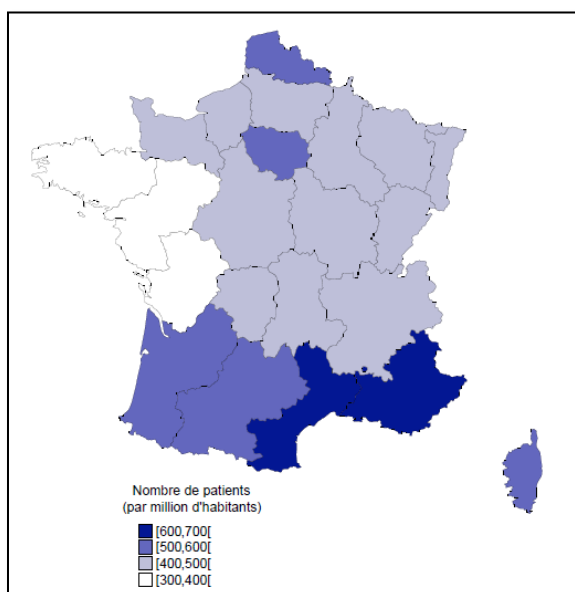 Nombre de patients
(par million d'habitants)
[600,700[
[500,600[
[400,500[
[300,400[